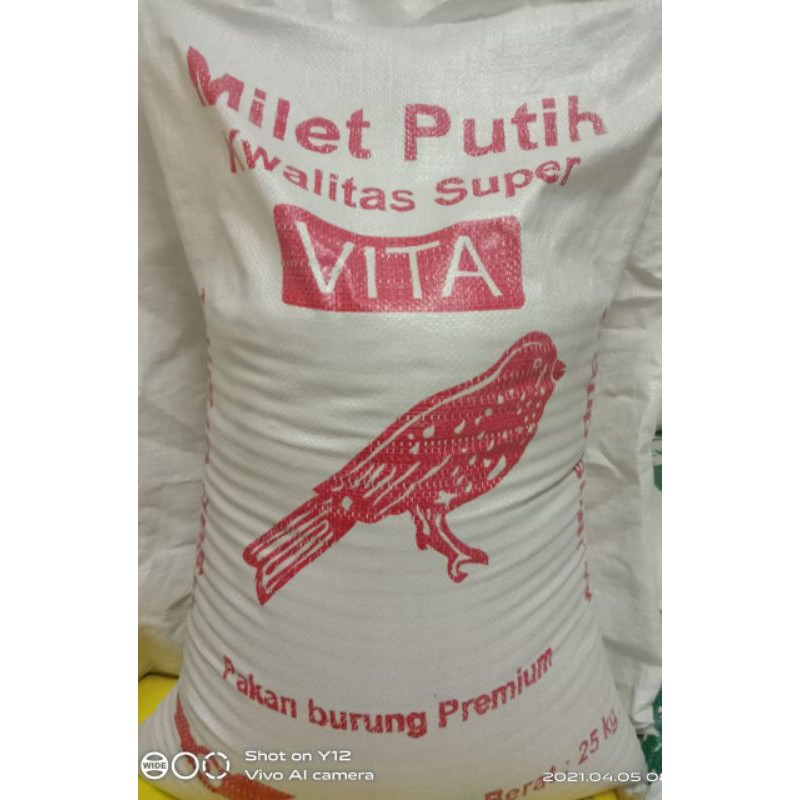 Milet Putih
Kwalitas Super
VITA
Pakan burung Premium
Berat : 25 kg
WIDE
Shot on Y12
Vivo AI camera
2021.04.05